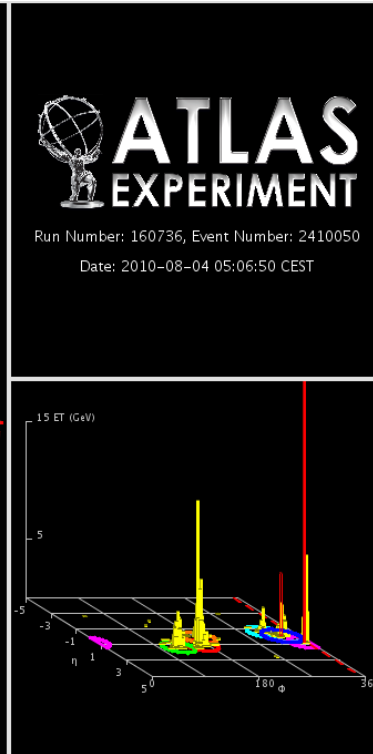 ATLAS
EXPERIMENT
Run Number: 160736, Event Number: 2410050
Date: 2010-08-04 05:06:50 CEST
15 ET (GeV)
5
-5
-3
-1
η 1
3
5
0
180
Φ
36